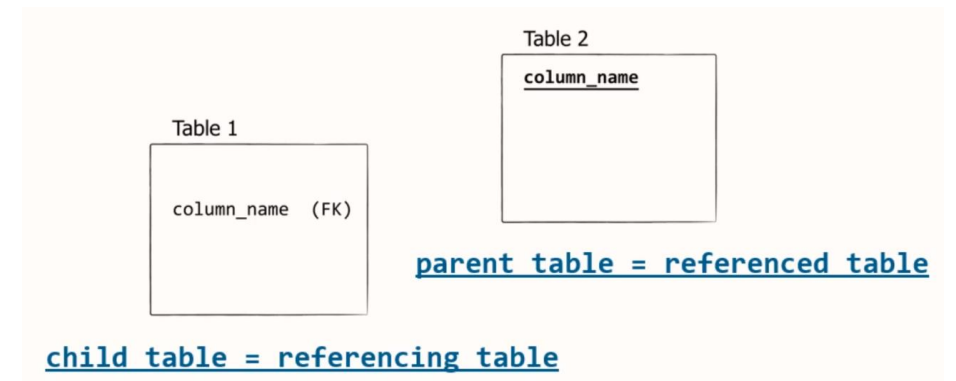 Table 2
column_name
Table 1
column_name (FK)
parent table = referenced table
child table = referencing table